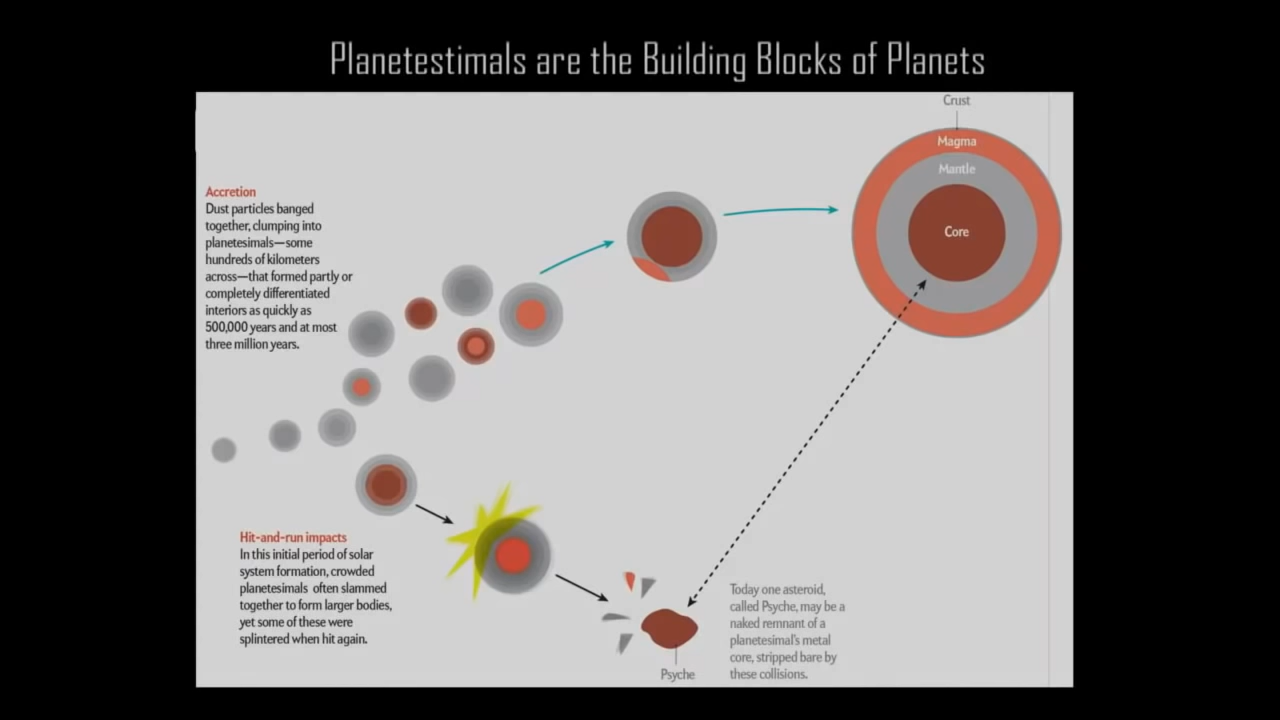 Planetestimals are the Building Blocks of Planets
Crust
Magma
Mantle
Core
Accretion
Dust particles banged
together, clumping into
planetesimals—some
hundreds of kilometers
across—that formed partly or
completely differentiated
interiors as quickly as
500,000 years and at most
three million years.
Hit-and-run impacts
In this initial period of solar
system formation, crowded
planetesimals often slammed
together to form larger bodies,
yet some of these were
splintered when hit again.
Psyche
Today one asteroid,
called Psyche, may be a
naked remnant of a
planetesimal's metal
core, stripped bare by
these collisions.